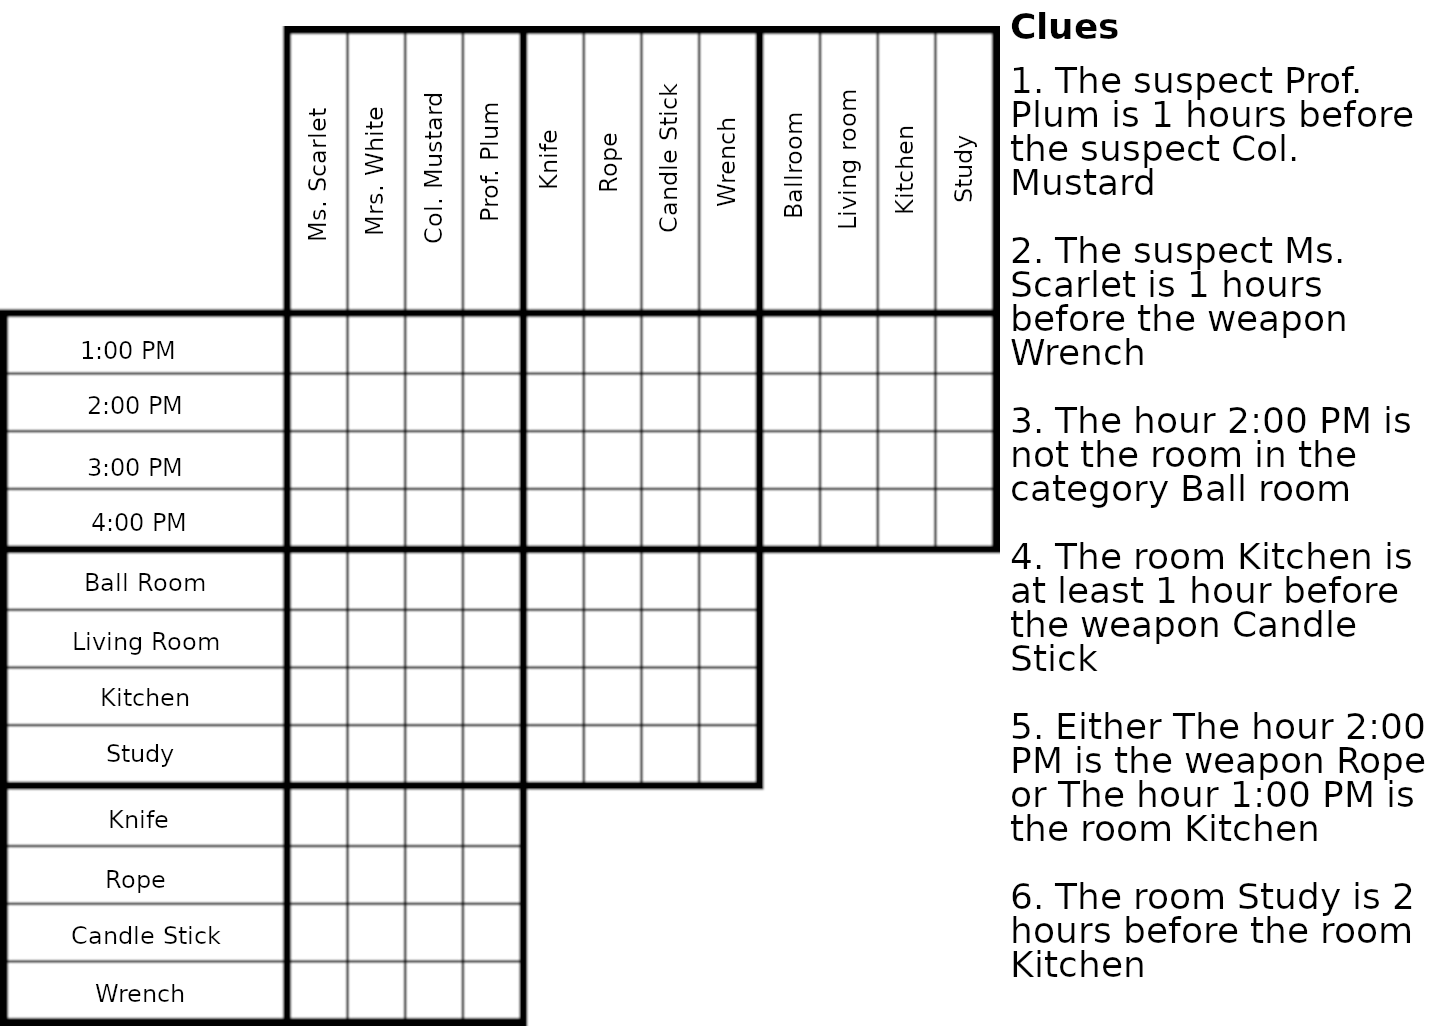 Ms. Scarlet
Mrs. White
Col. Mustard
Prof. Plum
Knife
Rope
Candle Stick
Wrench
Ballroom
Living room
Kitchen
Study
1:00 PM
2:00 PM
3:00 PM
4:00 PM
Ball Room
Living Room
Kitchen
Study
Knife
Rope
Candle Stick
Wrench
Clues
1. The suspect Prof.
Plum is 1 hours before
the suspect Col.
Mustard
2. The suspect Ms.
Scarlet is 1 hours
before the weapon
Wrench
3. The hour 2:00 PM is
not the room in the
category Ball room
4. The room Kitchen is
at least 1 hour before
the weapon Candle
Stick
5. Either The hour 2:00
PM is the weapon Rope
or The hour 1:00 PM is
the room Kitchen
6. The room Study is 2
hours before the room
Kitchen